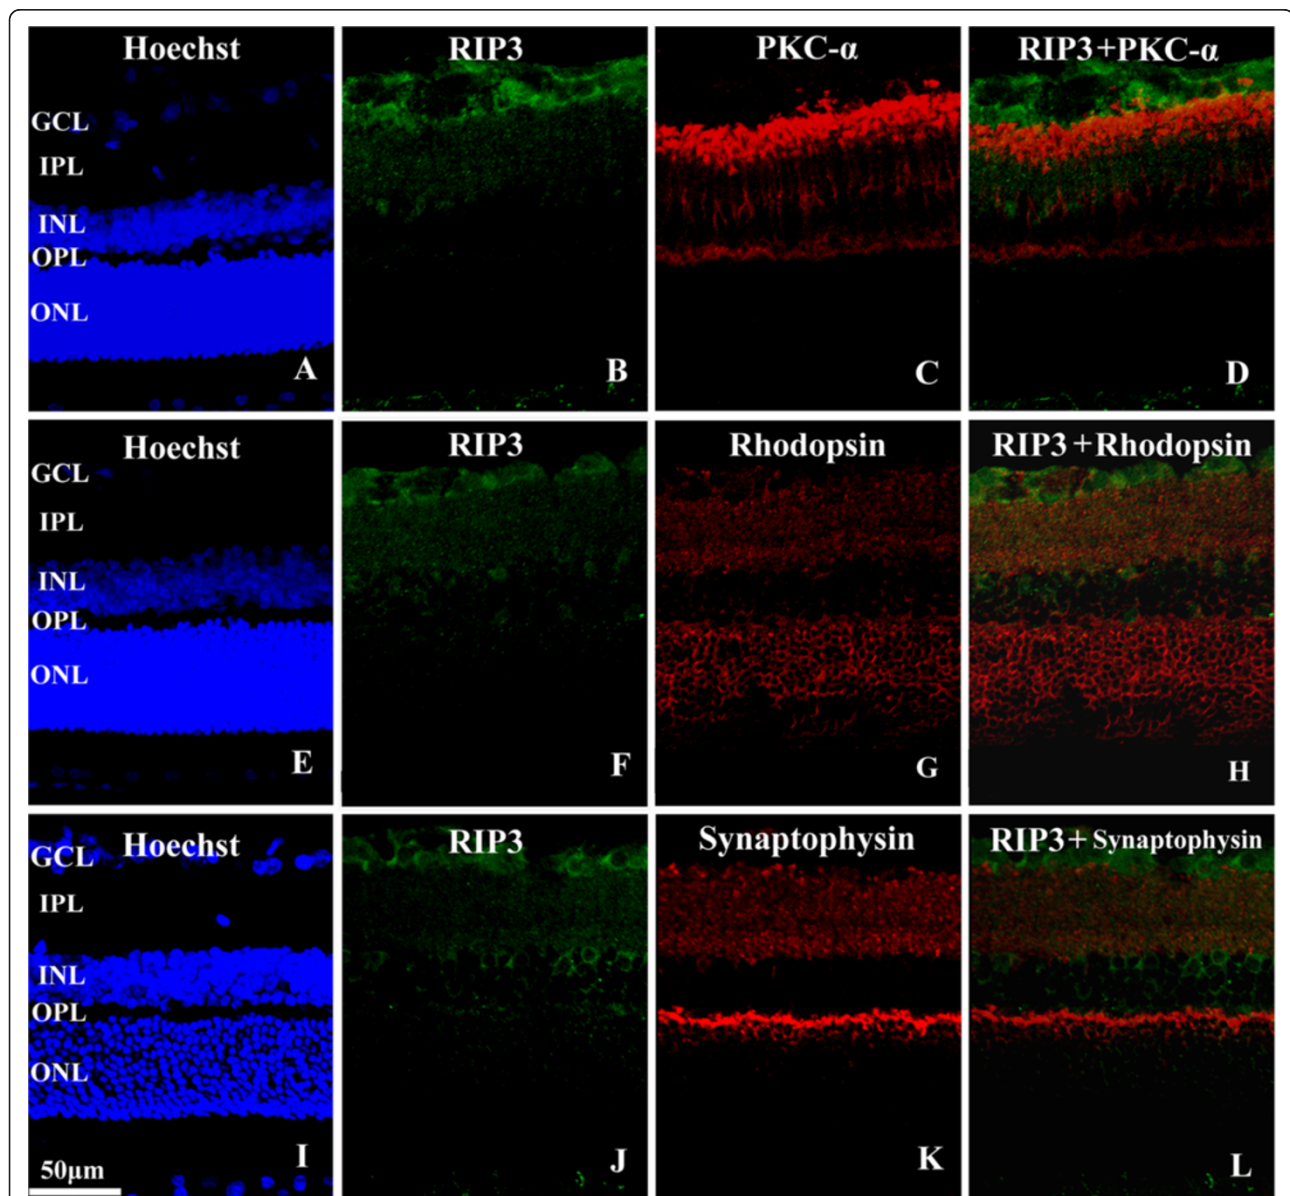 Hoechst
RIP3
PKC-α
RIP3+PKC-α
GCL
IPL
INL
OPL
ONL
A
B
C
D
Hoechst
RIP3
Rhodopsin
RIP3+Rhodopsin
GCL
IPL
INL
OPL
ONL
E
F
G
H
Hoechst
RIP3
Synaptophysin
RIP3+ Synaptophysin
GCL
IPL
INL
OPL
ONL
I
J
K
L
50µm